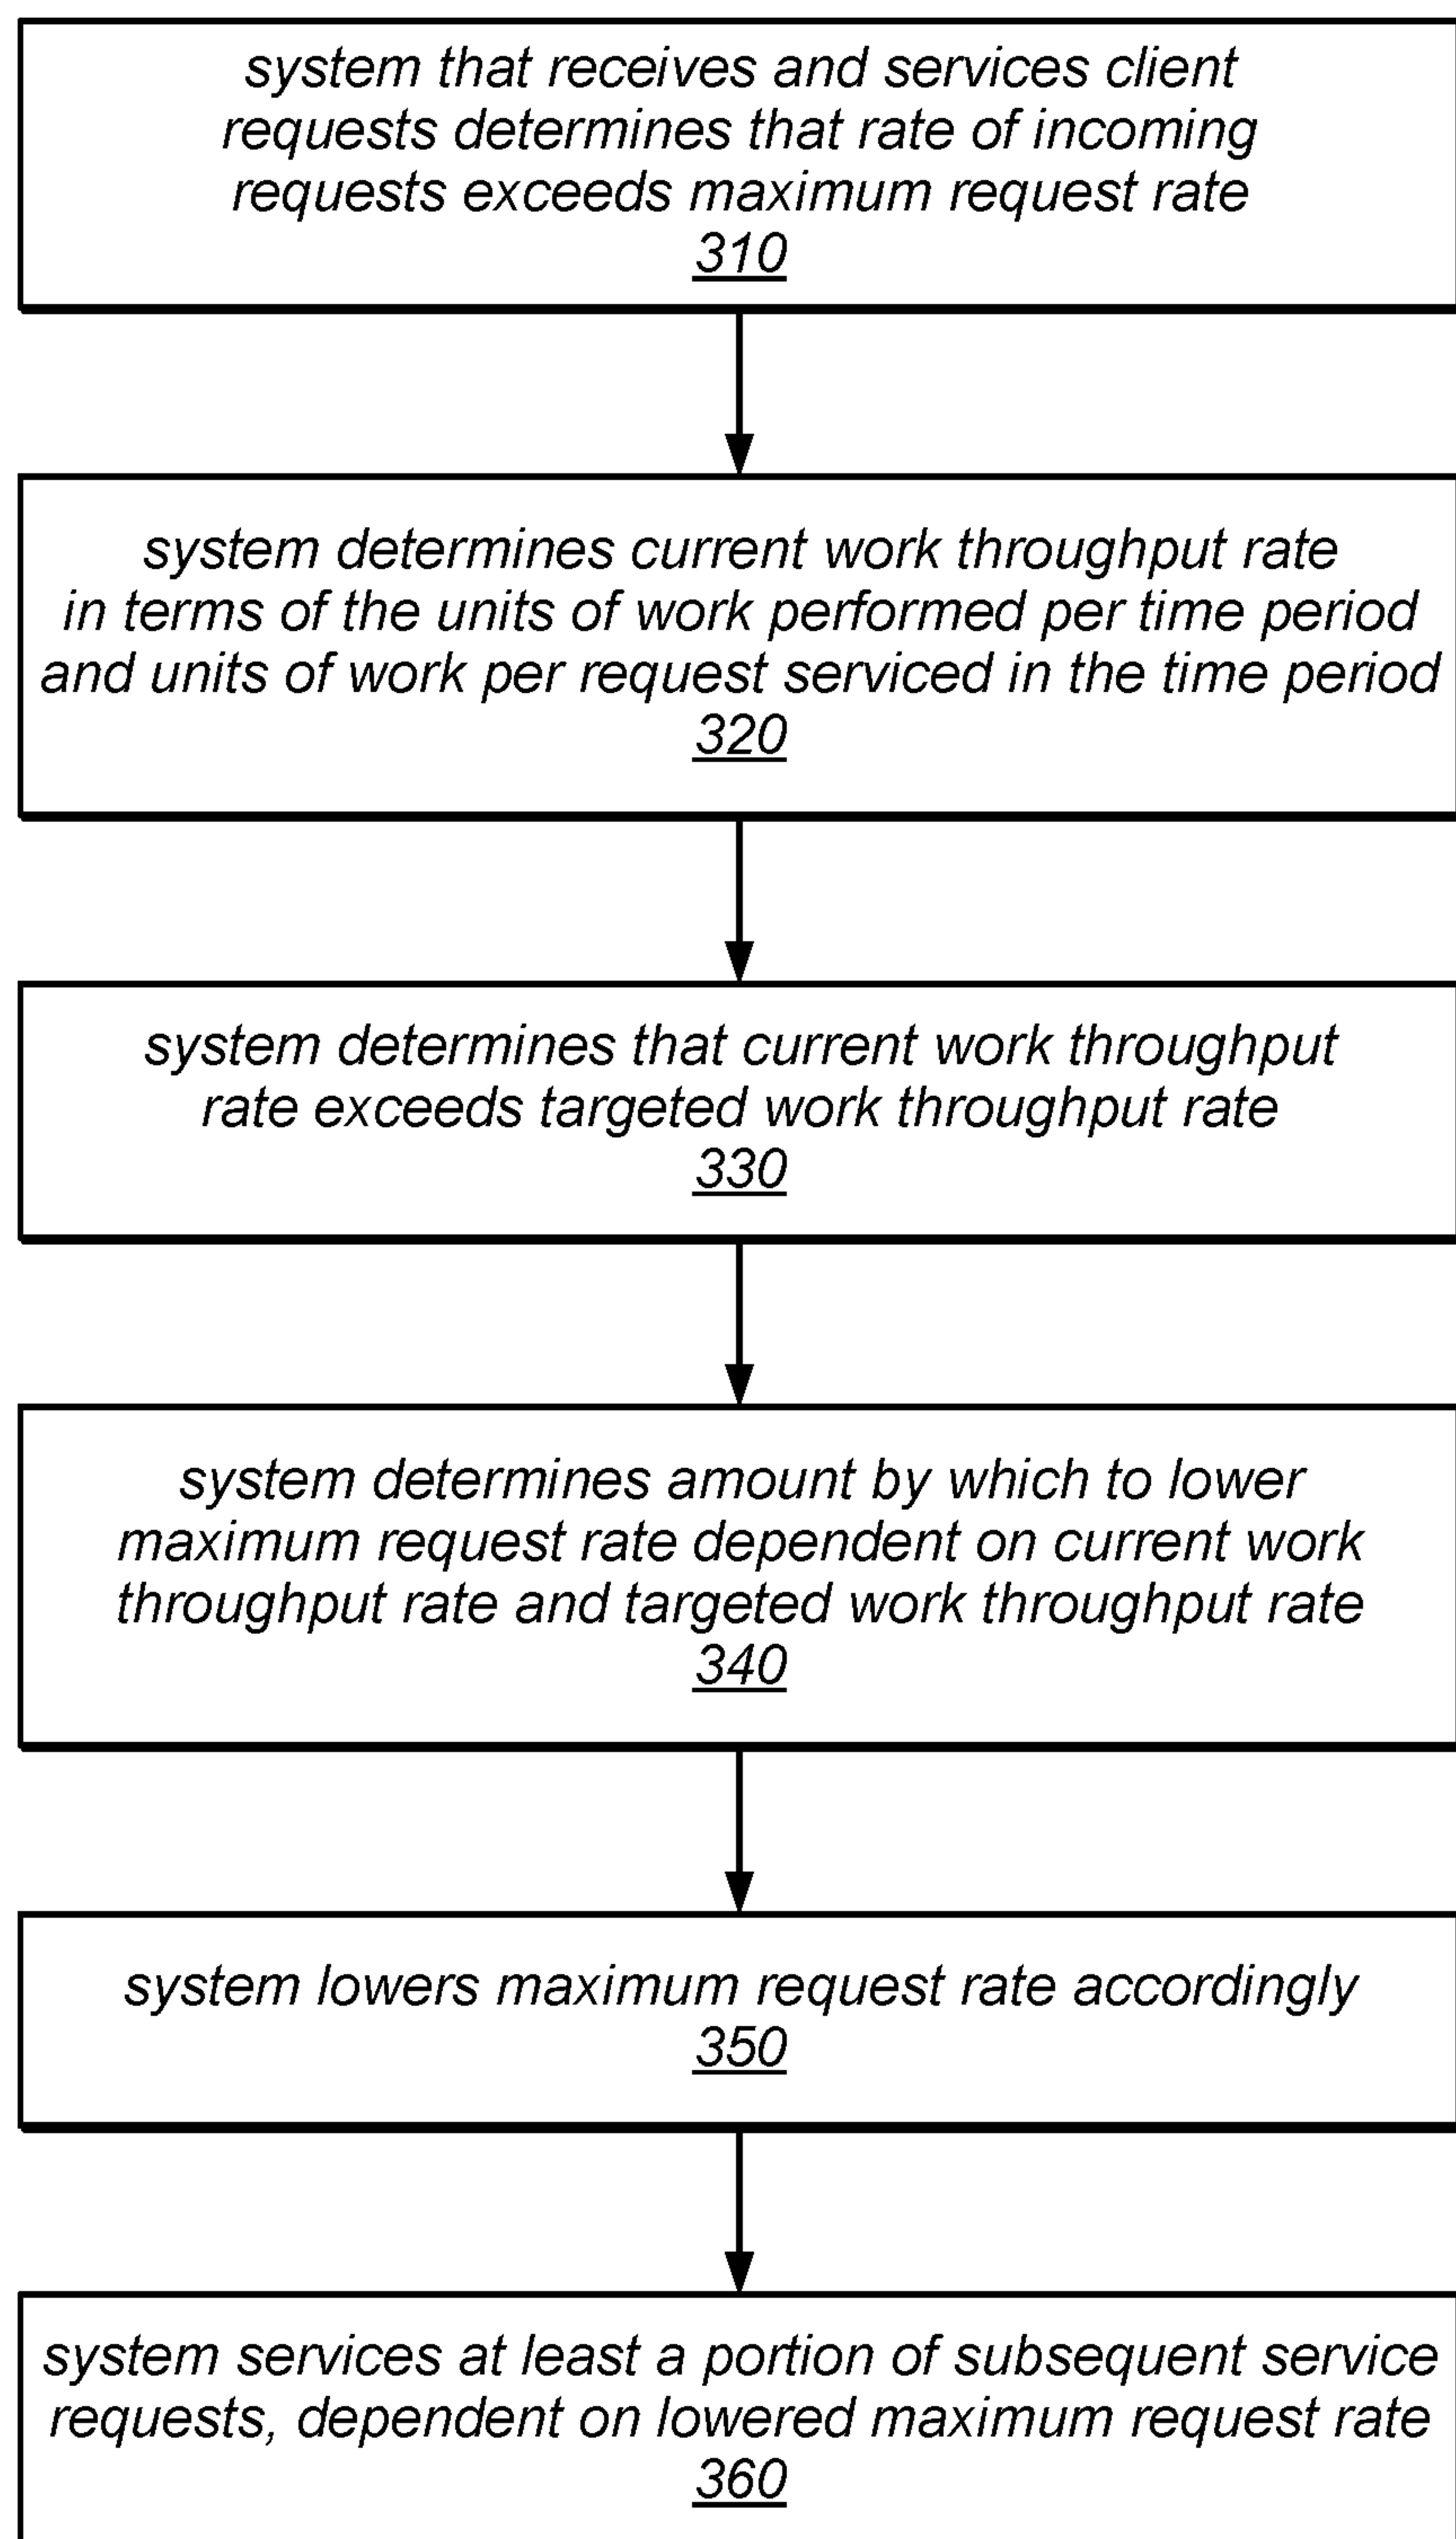 system that receives and services client
requests determines that rate of incoming
requests exceeds maximum request rate
310
system determines current work throughput rate
in terms of the units of work performed per time period
and units of work per request serviced in the time period
320
system determines that current work throughput
rate exceeds targeted work throughput rate
330
system determines amount by which to lower
maximum request rate dependent on current work
throughput rate and targeted work throughput rate
340
system lowers maximum request rate accordingly
350
system services at least a portion of subsequent service
requests, dependent on lowered maximum request rate
360